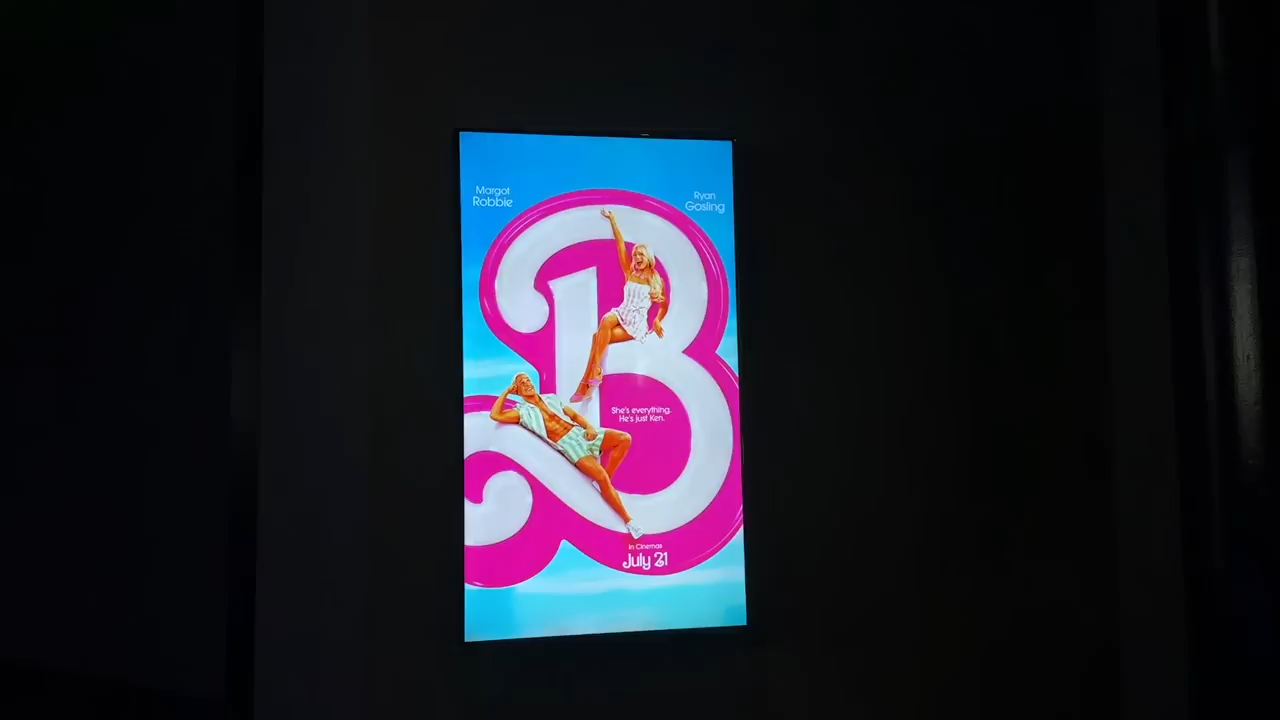 Margot
Robbie
Ryan
Gosling
B
She's everything.
He's just Ken.
In Cinemas
July 21